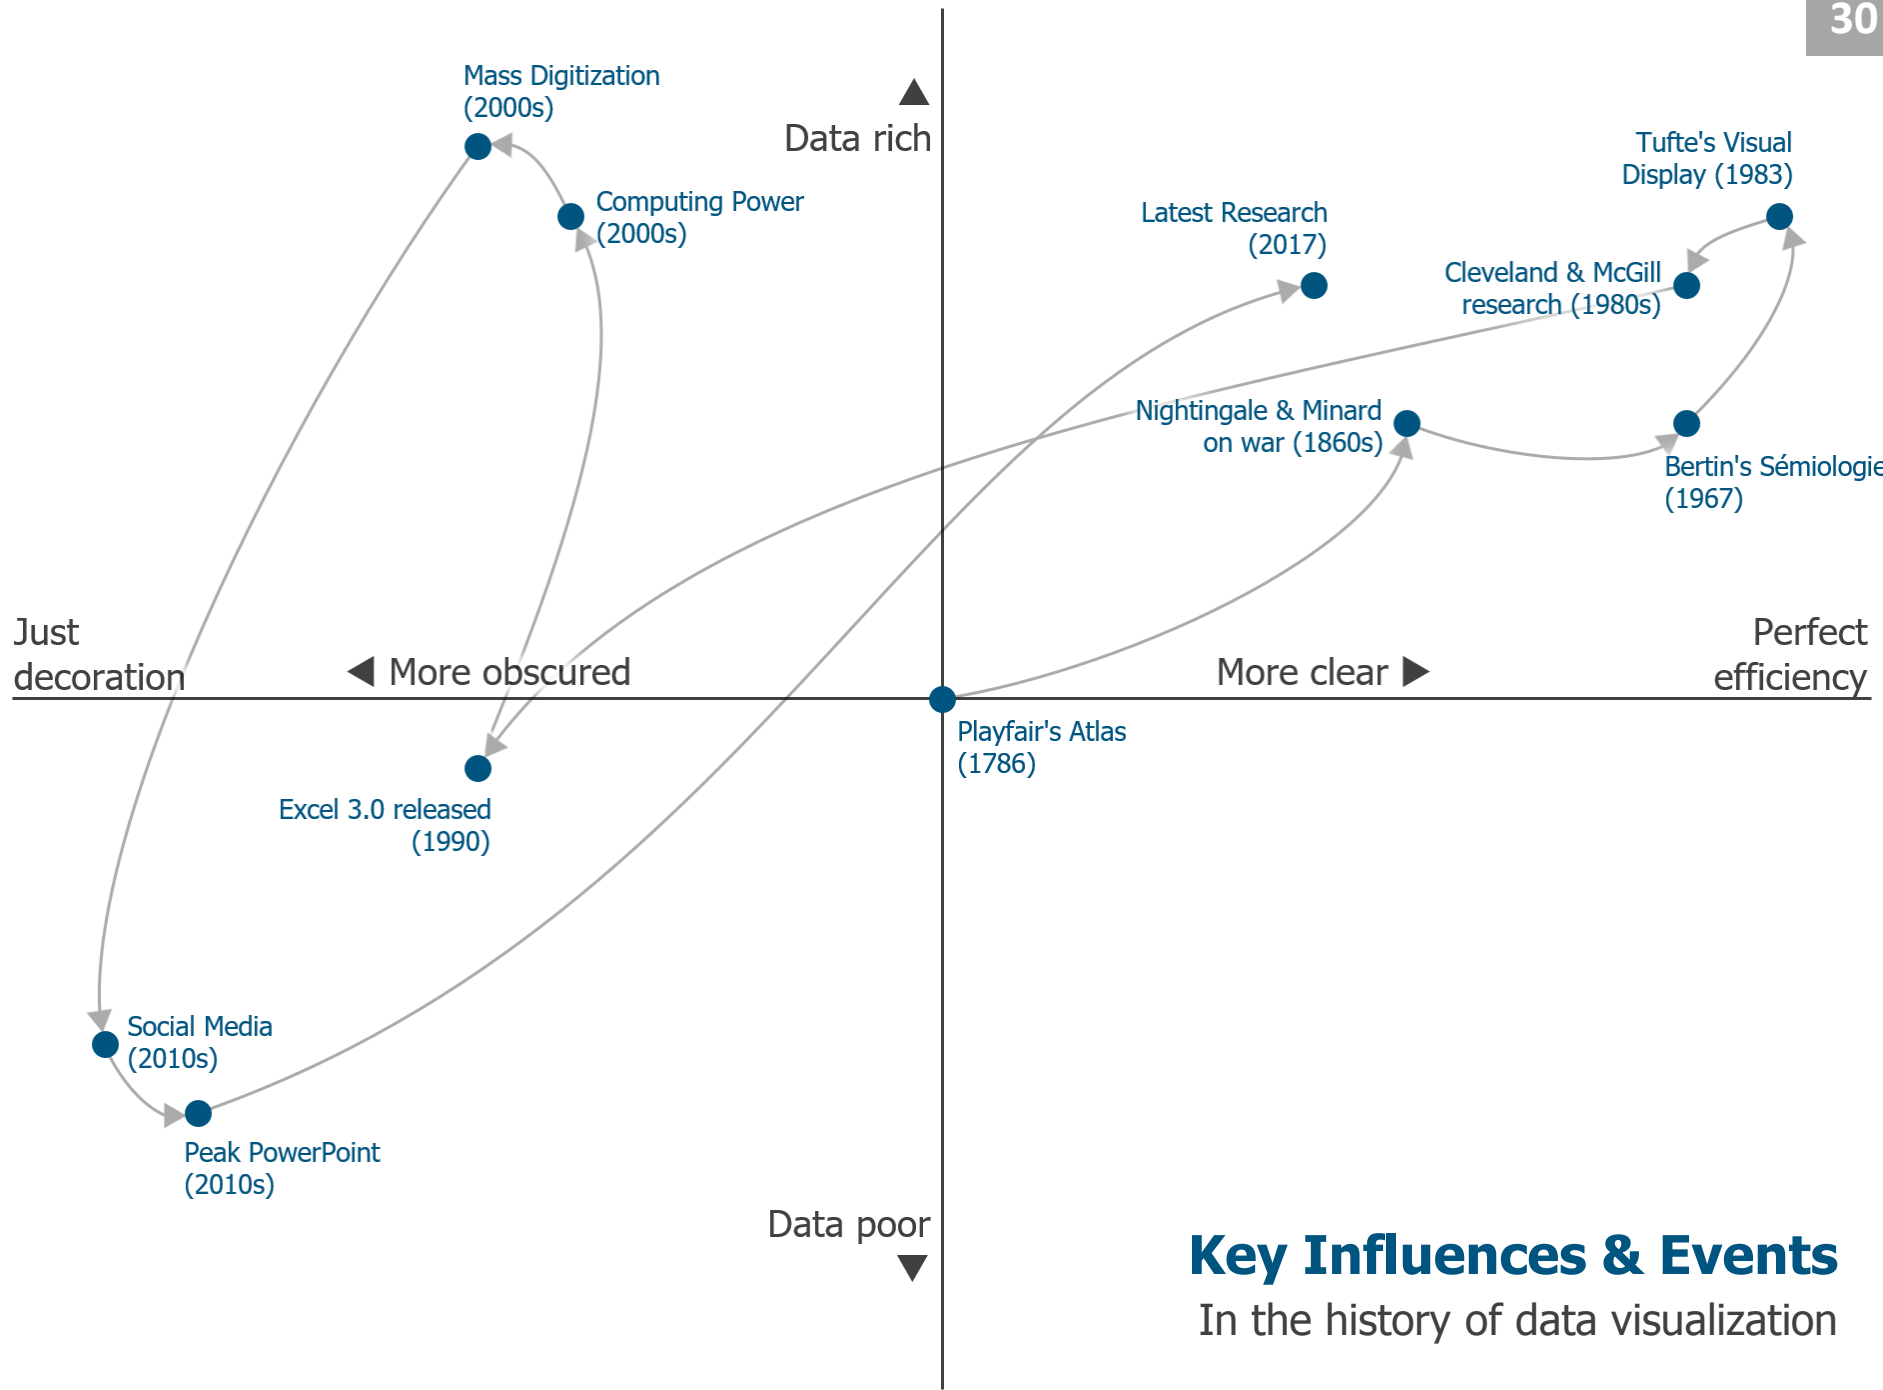 30
Mass Digitization
(2000s)
Data rich
Computing Power
(2000s)
Latest Research
(2017)
Tufte's Visual
Display (1983)
Cleveland & McGill
research (1980s)
Nightingale & Minard
on war (1860s)
Bertin's Sémiologie
(1967)
Just
decoration
More obscured
More clear
Perfect
efficiency
Playfair's Atlas
(1786)
Excel 3.0 released
(1990)
Social Media
(2010s)
Peak PowerPoint
(2010s)
Data poor
Key Influences & Events
In the history of data visualization